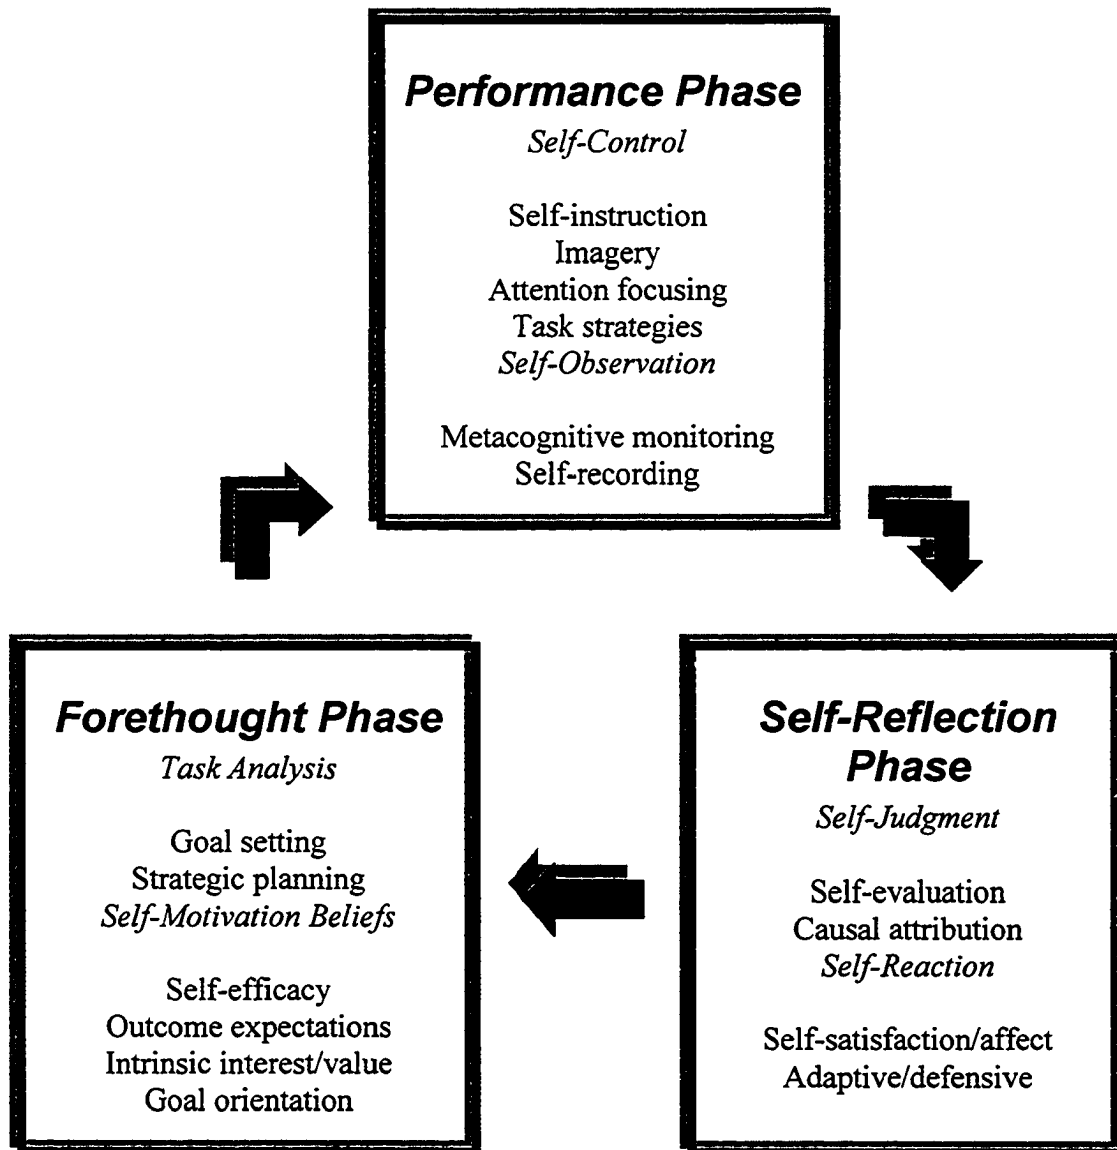 Performance Phase
Self-Control
Self-instruction
Imagery
Attention focusing
Task strategies
Self-Observation
Metacognitive monitoring
Self-recording
Forethought Phase
Task Analysis
Goal setting
Strategic planning
Self-Motivation Beliefs
Self-efficacy
Outcome expectations
Intrinsic interest/value
Goal orientation
Self-Reflection
Phase
Self-Judgment
Self-evaluation
Causal attribution
Self-Reaction
Self-satisfaction/affect
Adaptive/defensive